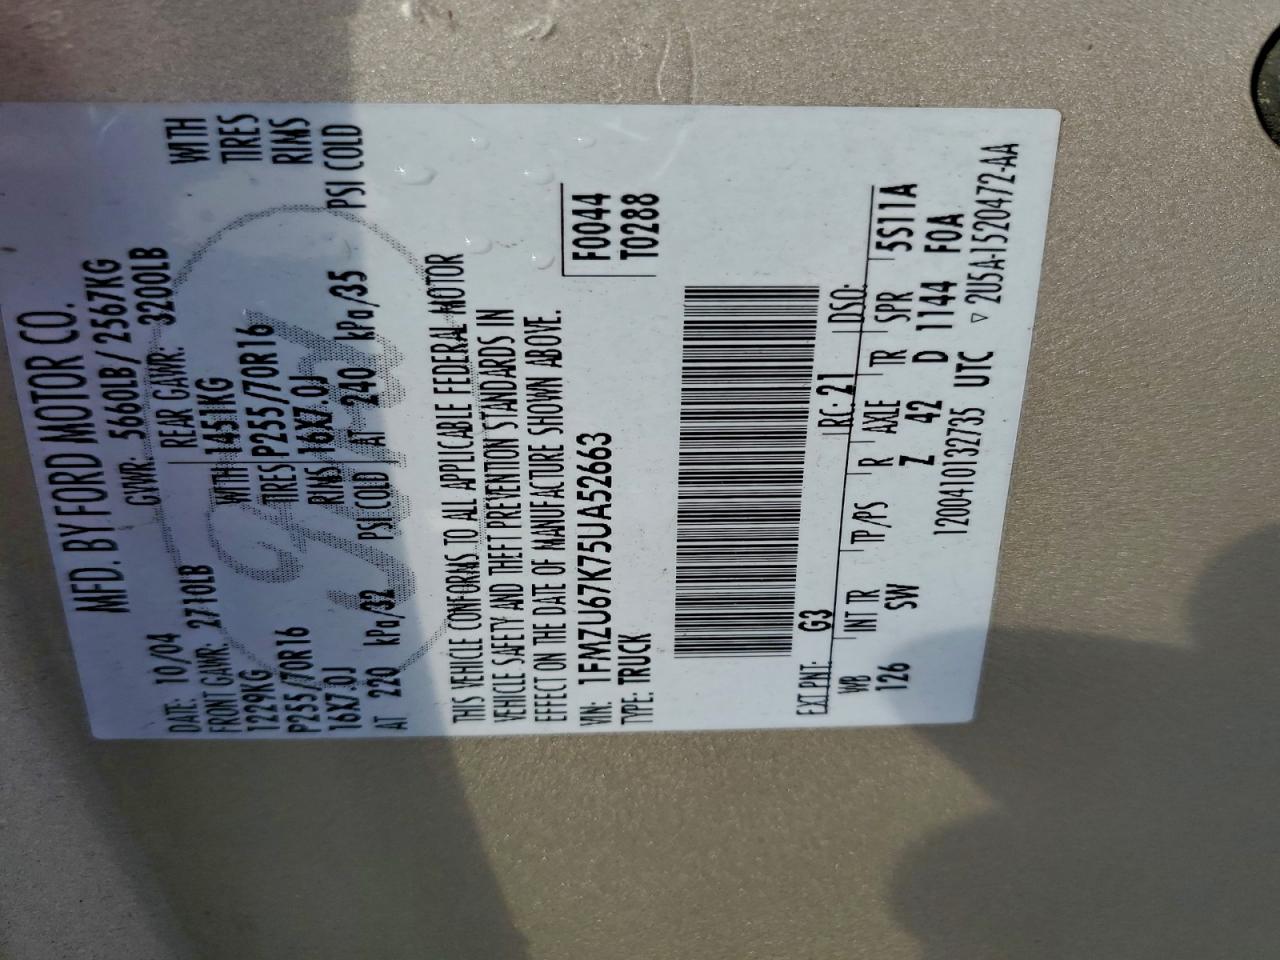 MFD. BY FORD MOTOR CO.
DATE: 10/04 GVWR: 5660LB/ 2567KG
FRONT GAWR: 2710LB REAR GAWR: 3200LB
1229KG WITH 1451KG WITH
P255/70R16 TIRES P255/70R16 TIRES
16X7.0J RIMS 16X7.0J RIMS
AT 220 kPa/32 PSI COLD AT 240 kPa/35 PSI COLD
THIS VEHICLE CONFORMS TO ALL APPLICABLE FEDERAL MOTOR
VEHICLE SAFETY AND THEFT PREVENTION STANDARDS IN
EFFECT ON THE DATE OF MANUFACTURE SHOWN ABOVE.
VIN: 1FMZU67K75UA52663 F0044
TYPE: TRUCK T0288
EXT PNT: G3 RC: 21 DSO:
WB INT TR TP/PS R AXLE TR SPR 5S11A
126 SW Z 42 D 1144 F0A
1200410132735 UTC ▽ 2U5A-1520472-AA